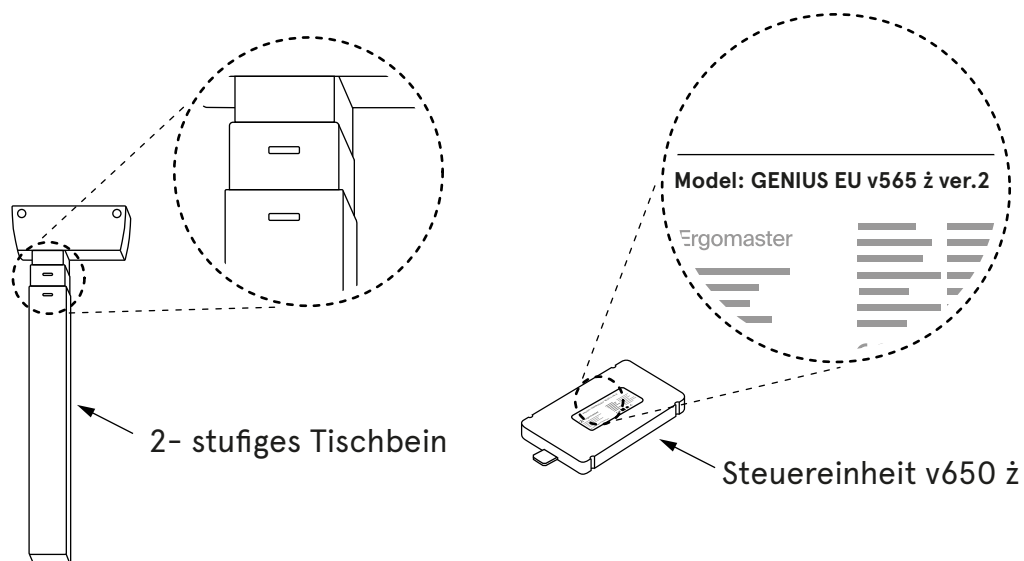 Model: GENIUS EU v565 ż ver.2
Ergomaster
2- stufiges Tischbein
Steuereinheit v650 ż